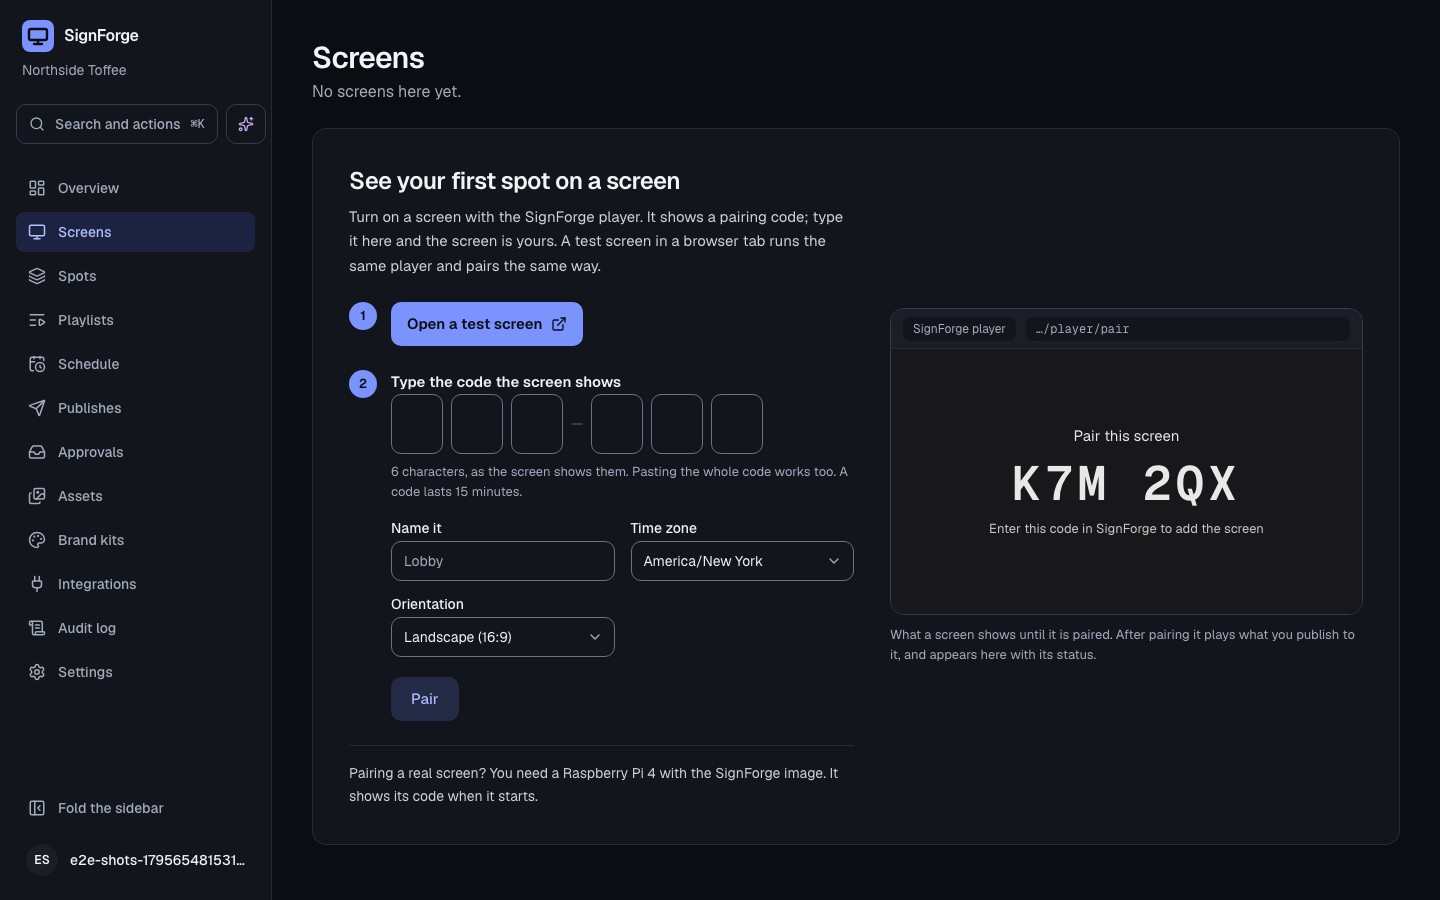 SignForge
Northside Toffee
Search and actions ⌘K
Overview
Screens
Spots
Playlists
Schedule
Publishes
Approvals
Assets
Brand kits
Integrations
Audit log
Settings
Fold the sidebar
ES e2e-shots-179565481531…
Screens
No screens here yet.
See your first spot on a screen
Turn on a screen with the SignForge player. It shows a pairing code; type
it here and the screen is yours. A test screen in a browser tab runs the
same player and pairs the same way.
1 Open a test screen
2 Type the code the screen shows
–
6 characters, as the screen shows them. Pasting the whole code works too. A
code lasts 15 minutes.
Name it Time zone
Lobby America/New York
Orientation
Landscape (16:9)
Pair
Pairing a real screen? You need a Raspberry Pi 4 with the SignForge image. It
shows its code when it starts.
SignForge player …/player/pair
Pair this screen
K7M 2QX
Enter this code in SignForge to add the screen
What a screen shows until it is paired. After pairing it plays what you publish to
it, and appears here with its status.